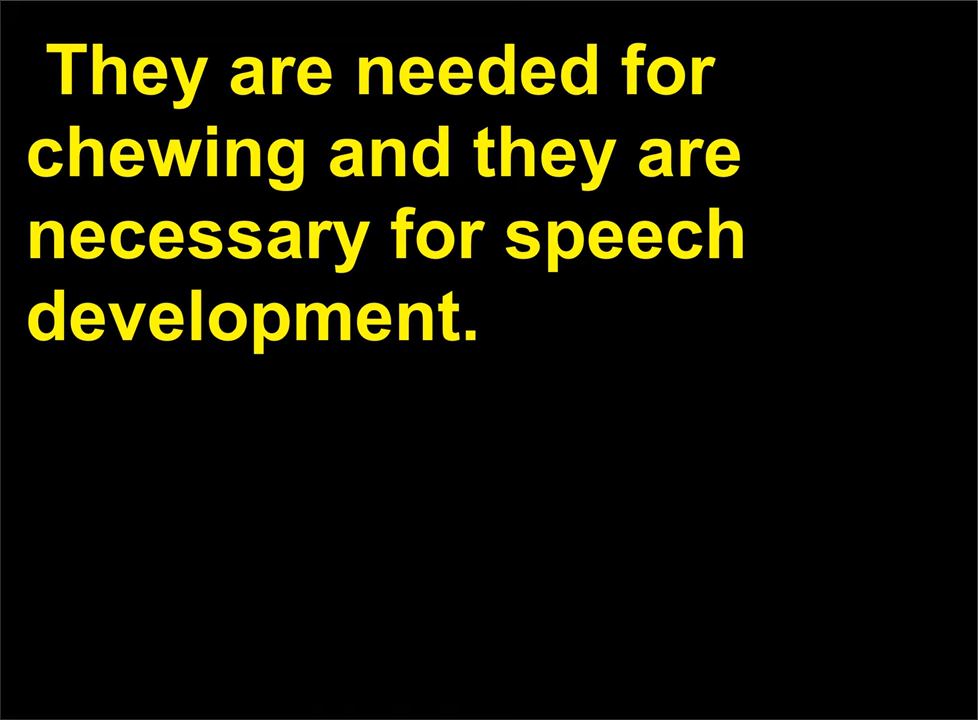 They are needed for
chewing and they are
necessary for speech
development.